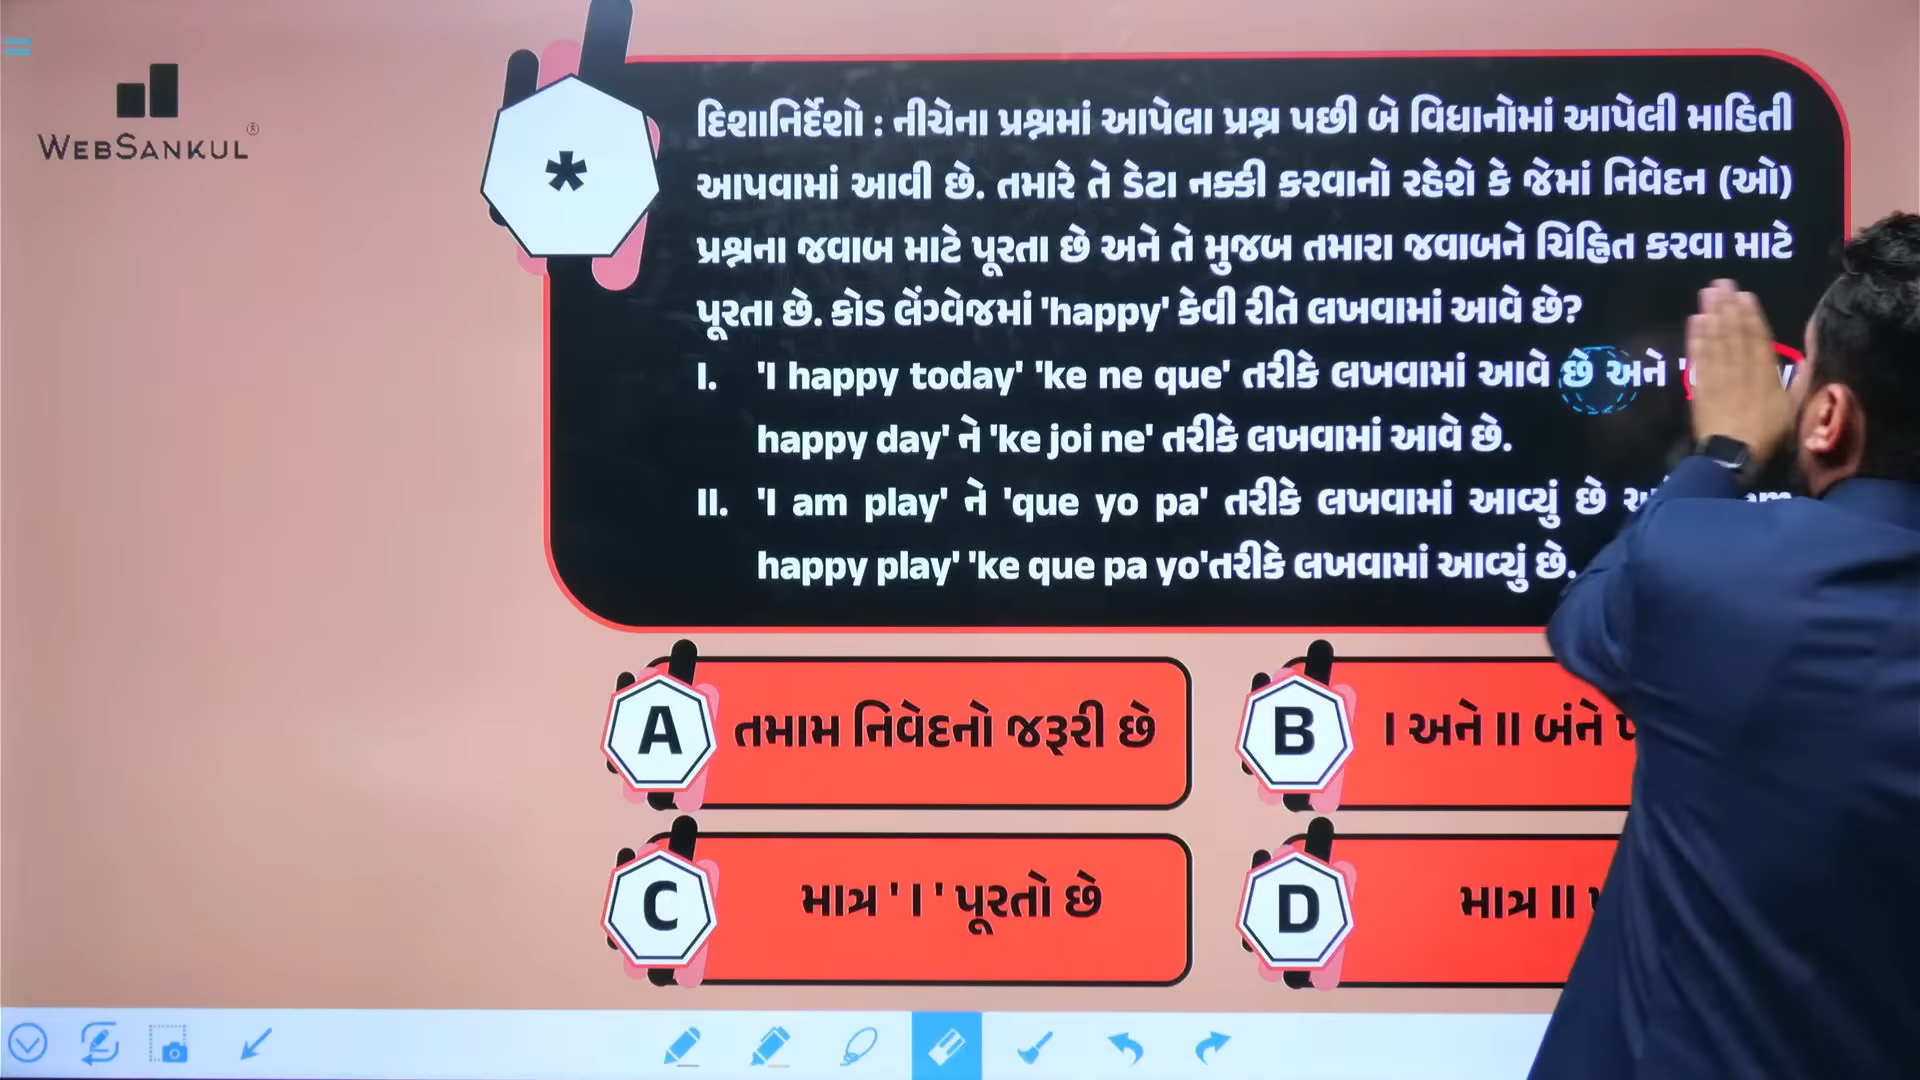 WEBSANKUL®
*
દિશાનિર્દેશો : નીચેના પ્રશ્નમાં આપેલા પ્રશ્ન પછી બે વિધાનોમાં આપેલી માહિતી
આપવામાં આવી છે. તમારે તે ડેટા નક્કી કરવાનો રહેશે કે જેમાં નિવેદન (ઓ)
પ્રશ્નના જવાબ માટે પૂરતા છે અને તે મુજબ તમારા જવાબને ચિહ્નિત કરવા માટે
પૂરતા છે. કોડ લેંગ્વેજમાં 'happy' કેવી રીતે લખવામાં આવે છે?
I. 'I happy today' 'ke ne que' તરીકે લખવામાં આવે છે અને
happy day' ને 'ke joi ne' તરીકે લખવામાં આવે છે.
II. 'I am play' ને 'que yo pa' તરીકે લખવામાં આવ્યું છે
happy play' 'ke que pa yo'તરીકે લખવામાં આવ્યું છે.
A તમામ નિવેદનો જરૂરી છે
B I અને II બંને
C માત્ર ' I ' પૂરતો છે
D માત્ર II